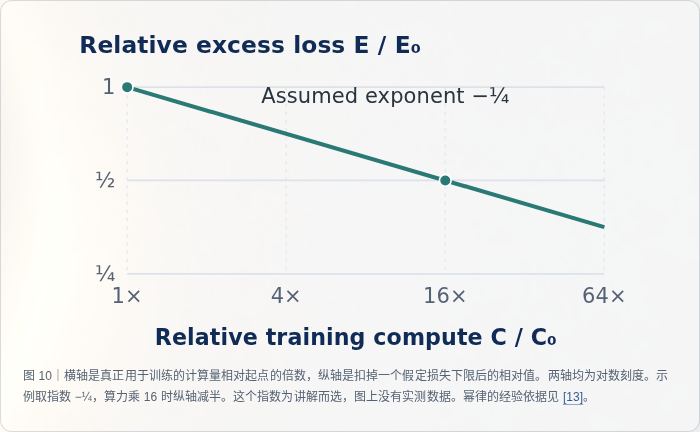 Relative excess loss E / E₀
Assumed exponent −¼
1
½
¼
1×
4×
16×
64×
Relative training compute C / C₀
图 10｜横轴是真正用于训练的计算量相对起点的倍数，纵轴是扣掉一个假定损失下限后的相对值。两轴均为对数刻度。示
例取指数 −¼，算力乘 16 时纵轴减半。这个指数为讲解而选，图上没有实测数据。幂律的经验依据见 [13]。